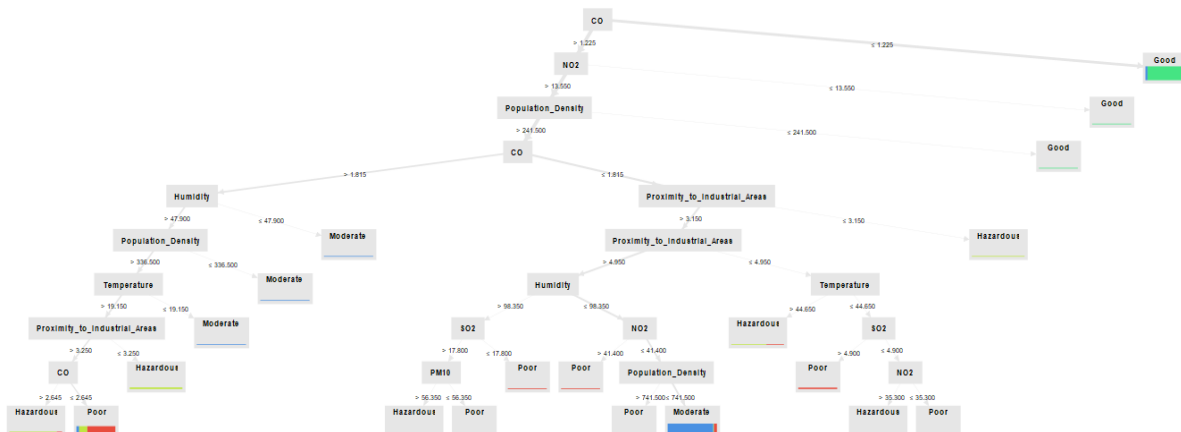 CO
> 1.225
≤ 1.225
NO2
Good
> 13.550
≤ 13.550
Population_Density
Good
> 241.500
≤ 241.500
CO
Good
> 1.815
≤ 1.815
Humidity
Proximity_to_Industrial_Areas
> 47.900
≤ 47.900
> 3.150
≤ 3.150
Population_Density
Moderate
Proximity_to_Industrial_Areas
Hazardous
> 336.500
≤ 336.500
> 4.950
≤ 4.950
Temperature
Moderate
Humidity
Temperature
> 19.150
≤ 19.150
> 98.350
≤ 98.350
> 44.650
≤ 44.650
Proximity_to_Industrial_Areas
Moderate
SO2
NO2
Hazardous
SO2
> 3.250
≤ 3.250
> 17.800
≤ 17.800
> 41.400
≤ 41.400
> 4.900
≤ 4.900
CO
Hazardous
PM10
Poor
Poor
Population_Density
Poor
NO2
> 2.645
≤ 2.645
> 56.350
≤ 56.350
> 741.500
≤ 741.500
> 35.300
≤ 35.300
Hazardous
Poor
Hazardous
Poor
Poor
Moderate
Hazardous
Poor